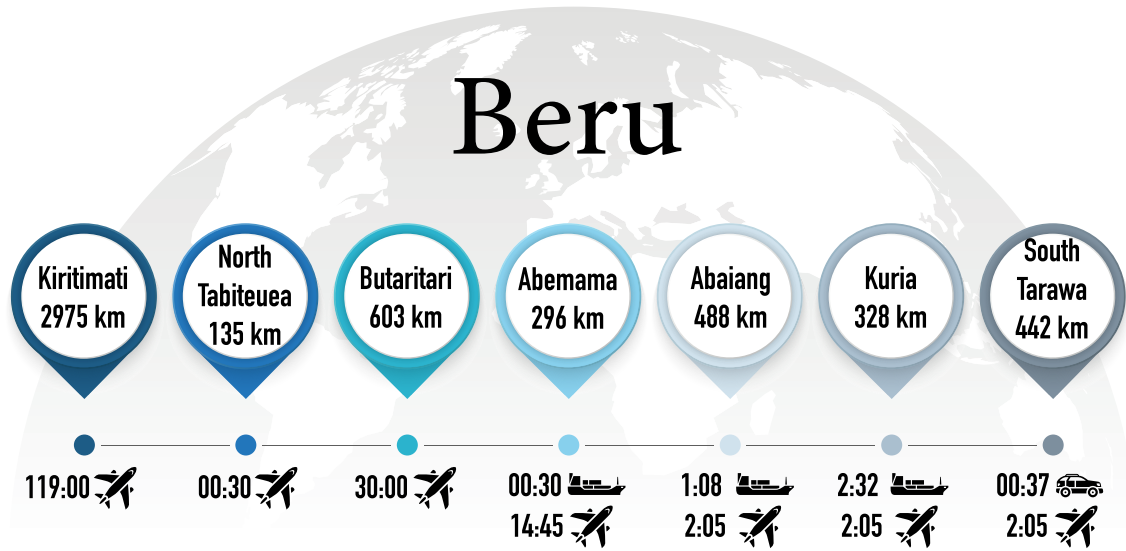 Beru
Kiritimati
2975 km
North
Tabiteuea
135 km
Butaritari
603 km
Abemama
296 km
Abaiang
488 km
Kuria
328 km
South
Tarawa
442 km
119:00
00:30
30:00
00:30
14:45
1:08
2:05
2:32
2:05
00:37
2:05